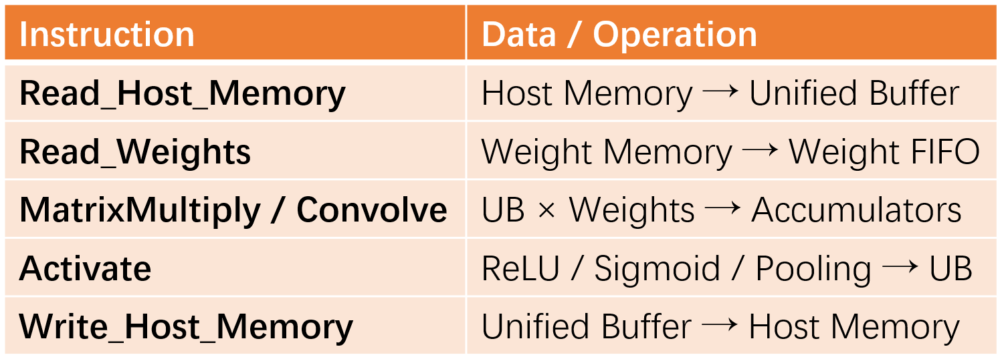 Instruction Data / Operation
Read_Host_Memory Host Memory → Unified Buffer
Read_Weights Weight Memory → Weight FIFO
MatrixMultiply / Convolve UB × Weights → Accumulators
Activate ReLU / Sigmoid / Pooling → UB
Write_Host_Memory Unified Buffer → Host Memory